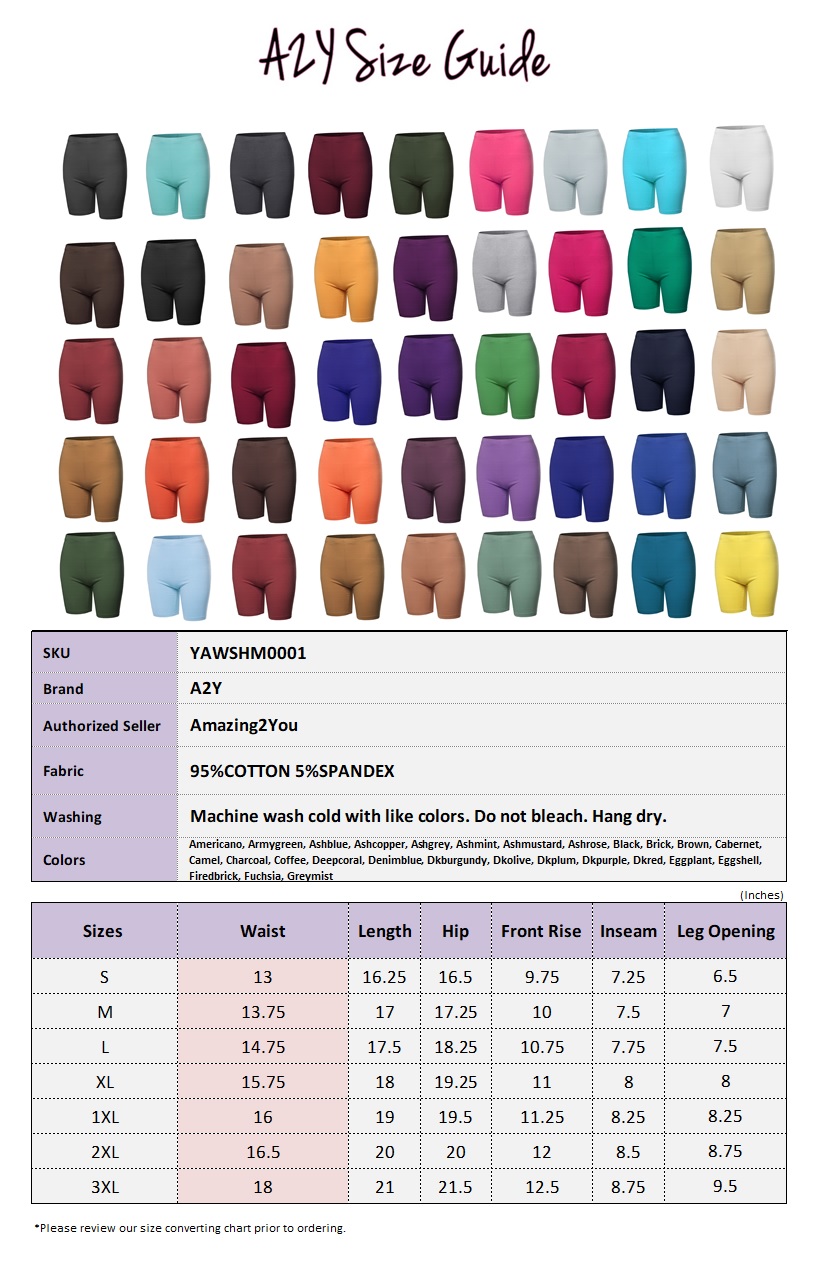 A2Y Size Guide
SKU YAWSHM0001
Brand A2Y
Authorized Seller Amazing2You
Fabric 95%COTTON 5%SPANDEX
Washing Machine wash cold with like colors. Do not bleach. Hang dry.
Colors Americano, Armygreen, Ashblue, Ashcopper, Ashgrey, Ashmint, Ashmustard, Ashrose, Black, Brick, Brown, Cabernet,
Camel, Charcoal, Coffee, Deepcoral, Denimblue, Dkburgundy, Dkolive, Dkplum, Dkpurple, Dkred, Eggplant, Eggshell,
Firedbrick, Fuchsia, Greymist
(Inches)
Sizes Waist Length Hip Front Rise Inseam Leg Opening
S 13 16.25 16.5 9.75 7.25 6.5
M 13.75 17 17.25 10 7.5 7
L 14.75 17.5 18.25 10.75 7.75 7.5
XL 15.75 18 19.25 11 8 8
1XL 16 19 19.5 11.25 8.25 8.25
2XL 16.5 20 20 12 8.5 8.75
3XL 18 21 21.5 12.5 8.75 9.5
*Please review our size converting chart prior to ordering.